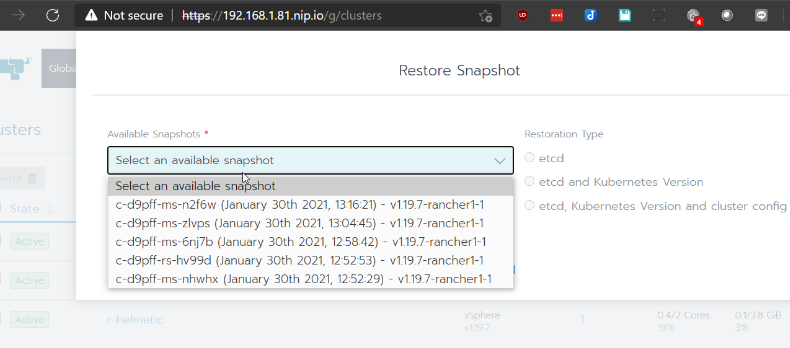 Not secure | https://192.168.1.81.nip.io/g/clusters
4
Globa
Restore Snapshot
usters
Available Snapshots *
Restoration Type
Select an available snapshot
etcd
elete
Select an available snapshot
etcd and Kubernetes Version
State
c-d9pff-ms-n2f6w (January 30th 2021, 13:16:21) - v1.19.7-rancher1-1
etcd, Kubernetes Version and cluster config
c-d9pff-ms-zlvps (January 30th 2021, 13:04:45) - v1.19.7-rancher1-1
Active
c-d9pff-ms-6nj7b (January 30th 2021, 12:58:42) - v1.19.7-rancher1-1
c-d9pff-rs-hv99d (January 30th 2021, 12:52:53) - v1.19.7-rancher1-1
Active
c-d9pff-ms-nhwhx (January 30th 2021, 12:52:29) - v1.19.7-rancher1-1
Active
r-helmetic
vSphere
v1.19.7
1
0.4/2 Cores
19%
0.1/3.8 GiB
3%